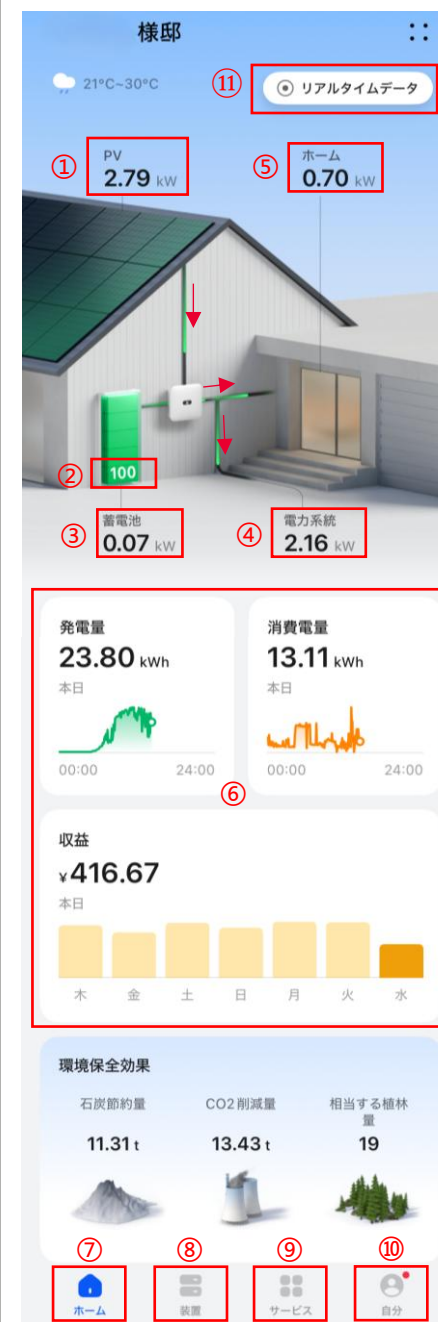 様邸
21°C~30°C
⑪
リアルタイムデータ
① PV
2.79 kW
⑤ ホーム
0.70 kW
② 100
③ 蓄電池
0.07 kW
④ 電力系統
2.16 kW
発電量
23.80 kWh
本日
00:00 24:00
消費電量
13.11 kWh
本日
00:00 24:00
⑥
収益
¥416.67
本日
木 金 土 日 月 火 水
環境保全効果
石炭節約量
11.31 t
CO2削減量
13.43 t
相当する植林
量
19
⑦ ⑧ ⑨ ⑩
ホーム 装置 サービス 自分